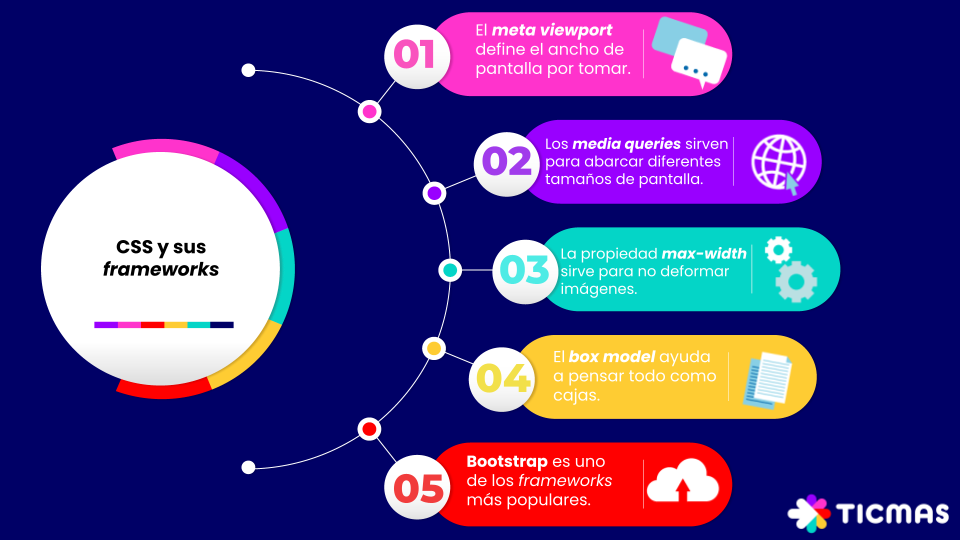 CSS y sus
frameworks
01
El meta viewport
define el ancho de
pantalla por tomar.
02
Los media queries sirven
para abarcar diferentes
tamaños de pantalla.
03
La propiedad max-width
sirve para no deformar
imágenes.
04
El box model ayuda
a pensar todo como
cajas.
05
Bootstrap es uno
de los frameworks
más populares.
TICMAS